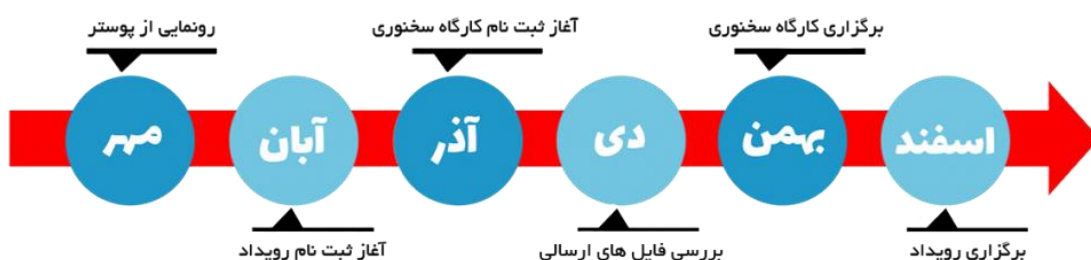 رونمایی از پوستر
آغاز ثبت نام کارگاه سخنوری
برگزاری کارگاه سخنوری
مهر
آبان
آذر
دی
بهمن
اسفند
آغاز ثبت نام رویداد
بررسی فایل های ارسالی
برگزاری رویداد